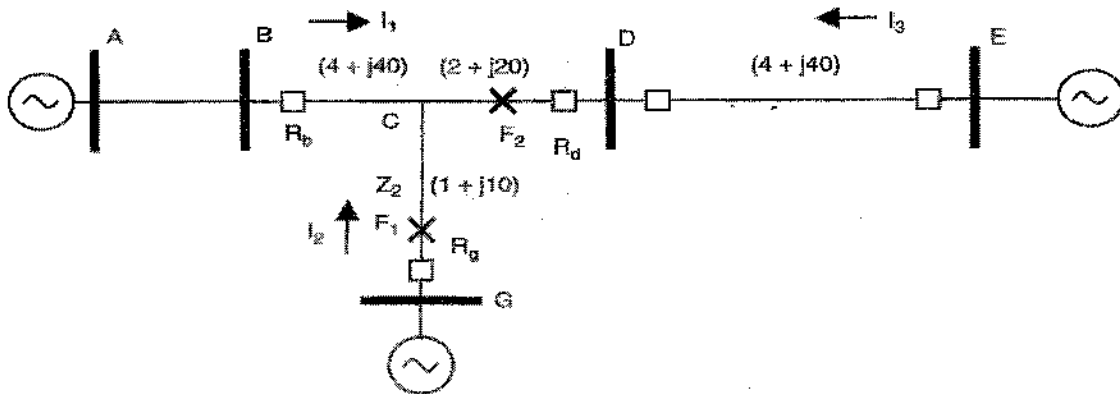 I₁
I₃
A
B
D
E
(4 + j40)
(2 + j20)
(4 + j40)
C
R_b
F₂
R_d
Z₂
(1 + j10)
I₂
F₁
R_g
G